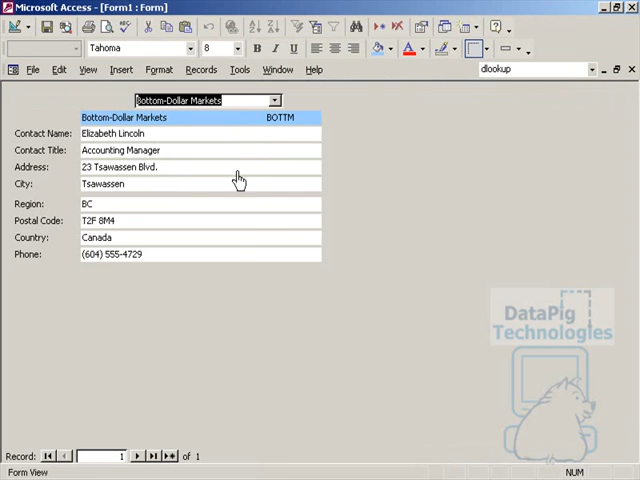 Microsoft Access - [Form1 : Form]
Tahoma 8 B I U
File Edit View Insert Format Records Tools Window Help dlookup
Bottom-Dollar Markets
Bottom-Dollar Markets BOTTM
Contact Name: Elizabeth Lincoln
Contact Title: Accounting Manager
Address: 23 Tsawassen Blvd.
City: Tsawassen
Region: BC
Postal Code: T2F 8M4
Country: Canada
Phone: (604) 555-4729
DataPig
Technologies
Record: 1 of 1
Form View NUM